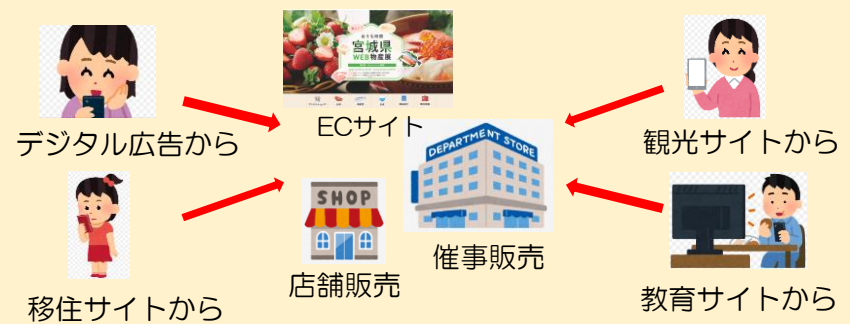 宮城県
WEB物産展
ECサイト
デジタル広告から
観光サイトから
DEPARTMENT STORE
SHOP
催事販売
店舗販売
移住サイトから
教育サイトから